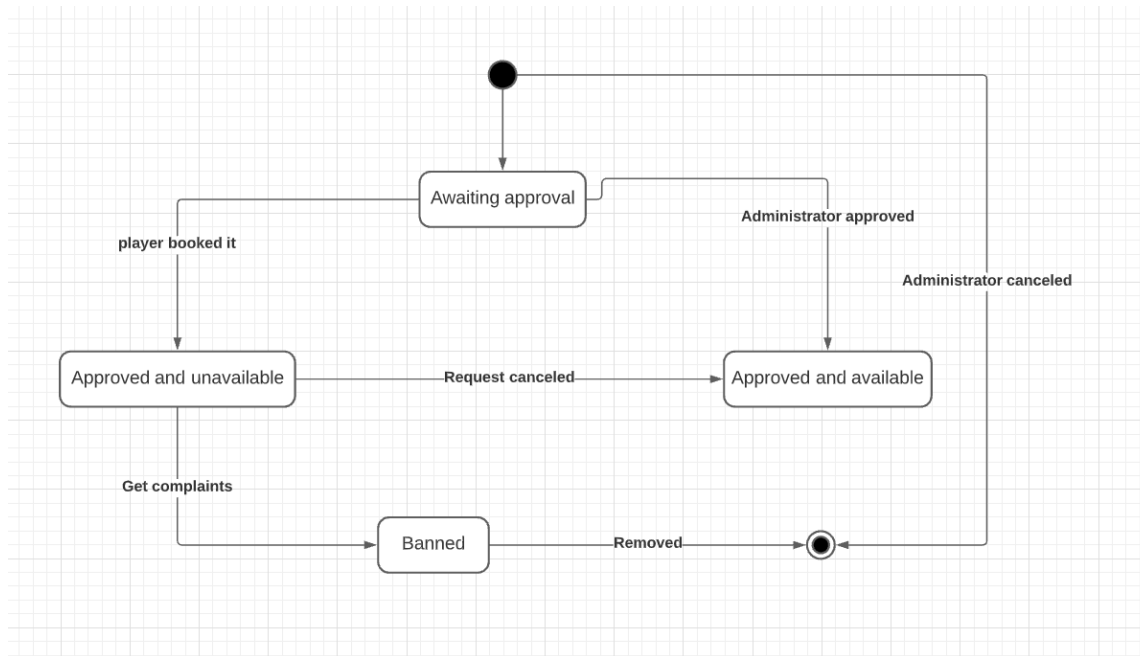 Awaiting approval
Administrator approved
player booked it
Administrator canceled
Approved and unavailable
Request canceled
Approved and available
Get complaints
Banned
Removed